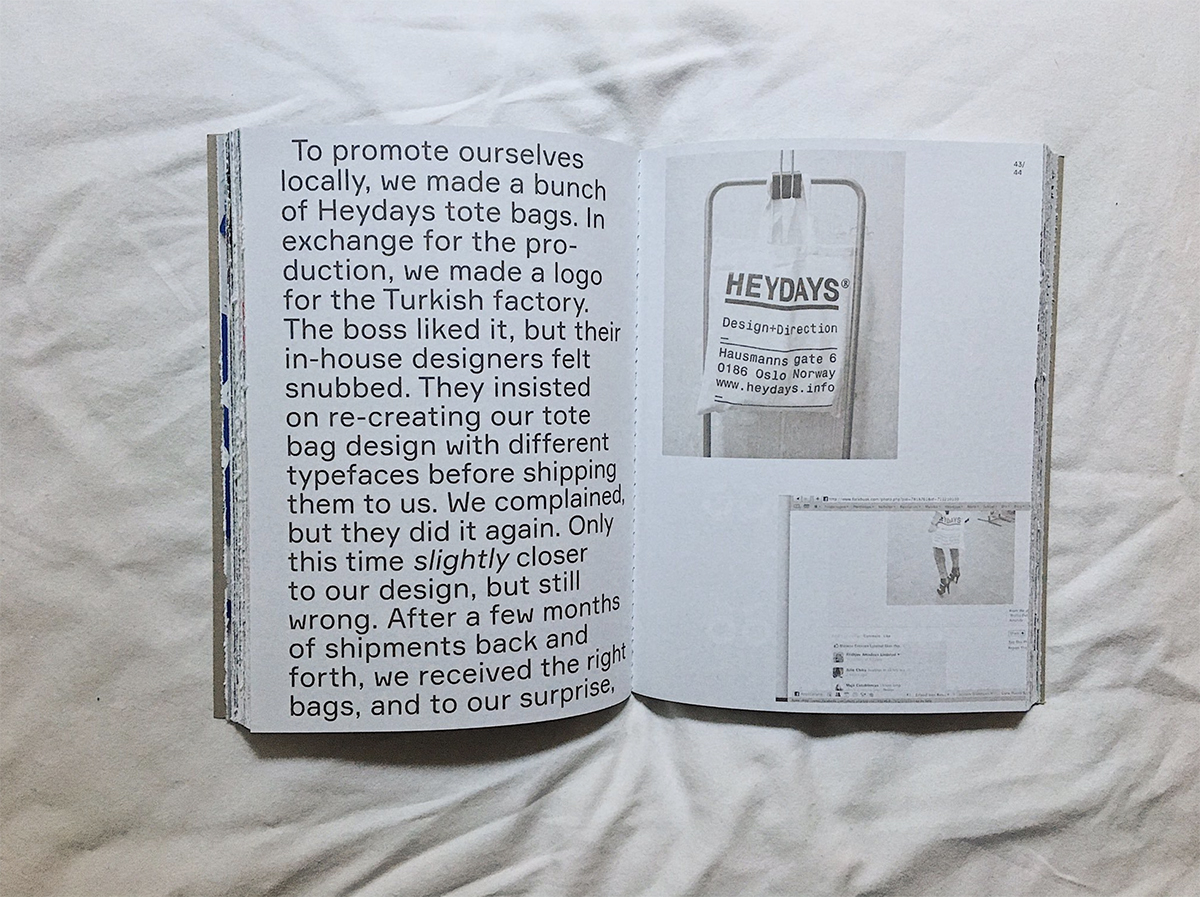 To promote ourselves
locally, we made a bunch
of Heydays tote bags. In
exchange for the pro-
duction, we made a logo
for the Turkish factory.
The boss liked it, but their
in-house designers felt
snubbed. They insisted
on re-creating our tote
bag design with different
typefaces before shipping
them to us. We complained,
but they did it again. Only
this time slightly closer
to our design, but still
wrong. After a few months
of shipments back and
forth, we received the right
bags, and to our surprise,
43/
44
HEYDAYS®
Design+Direction
Hausmanns gate 6
0186 Oslo Norway
www.heydays.info